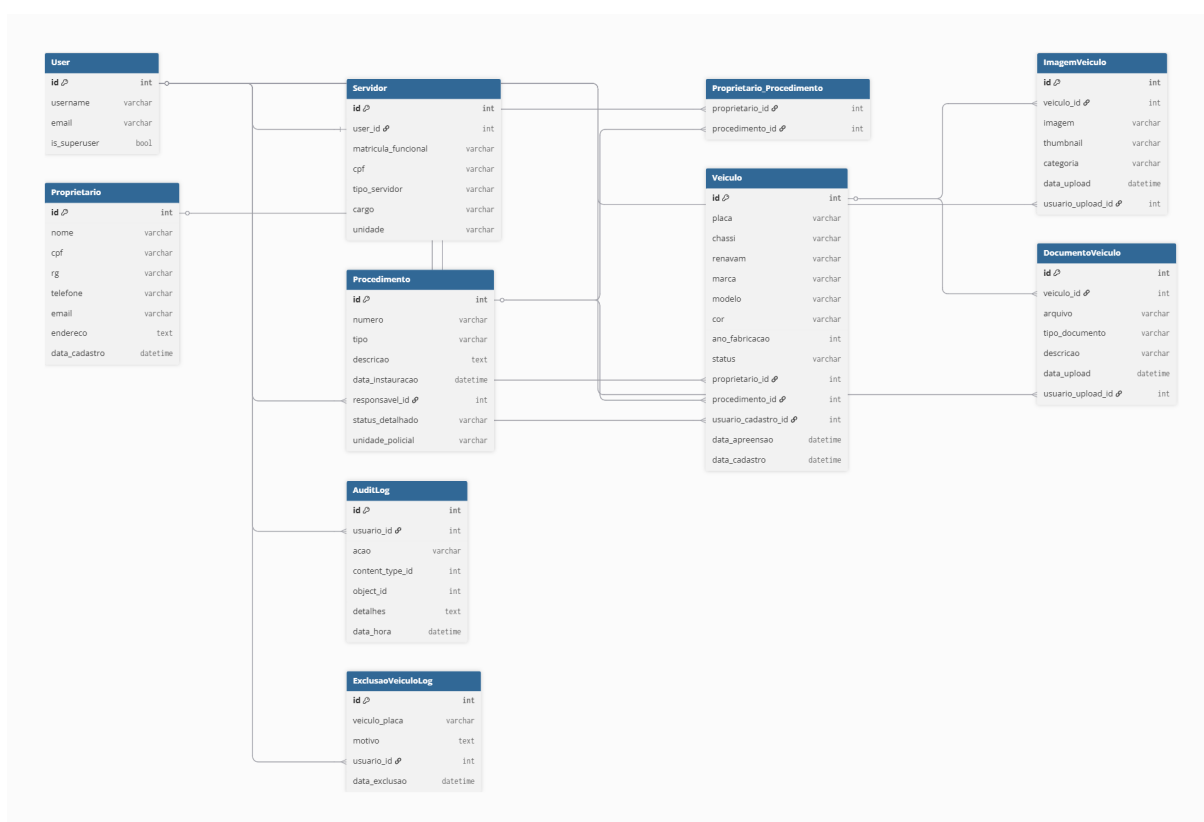 User
id int
username varchar
email varchar
is_superuser bool
Proprietario
id int
nome varchar
cpf varchar
rg varchar
telefone varchar
email varchar
endereco text
data_cadastro datetime
Servidor
id int
user_id int
matricula_funcional varchar
cpf varchar
tipo_servidor varchar
cargo varchar
unidade varchar
Procedimento
id int
numero varchar
tipo varchar
descricao text
data_instauracao datetime
responsavel_id int
status_detalhado varchar
unidade_policial varchar
AuditLog
id int
usuario_id int
acao varchar
content_type_id int
object_id int
detalhes text
data_hora datetime
ExclusaoVeiculoLog
id int
veiculo_placa varchar
motivo text
usuario_id int
data_exclusao datetime
Proprietario_Procedimento
proprietario_id int
procedimento_id int
Veiculo
id int
placa varchar
chassi varchar
renavam varchar
marca varchar
modelo varchar
cor varchar
ano_fabricacao int
status varchar
proprietario_id int
procedimento_id int
usuario_cadastro_id int
data_apreensao datetime
data_cadastro datetime
ImagemVeiculo
id int
veiculo_id int
imagem varchar
thumbnail varchar
categoria varchar
data_upload datetime
usuario_upload_id int
DocumentoVeiculo
id int
veiculo_id int
arquivo varchar
tipo_documento varchar
descricao varchar
data_upload datetime
usuario_upload_id int